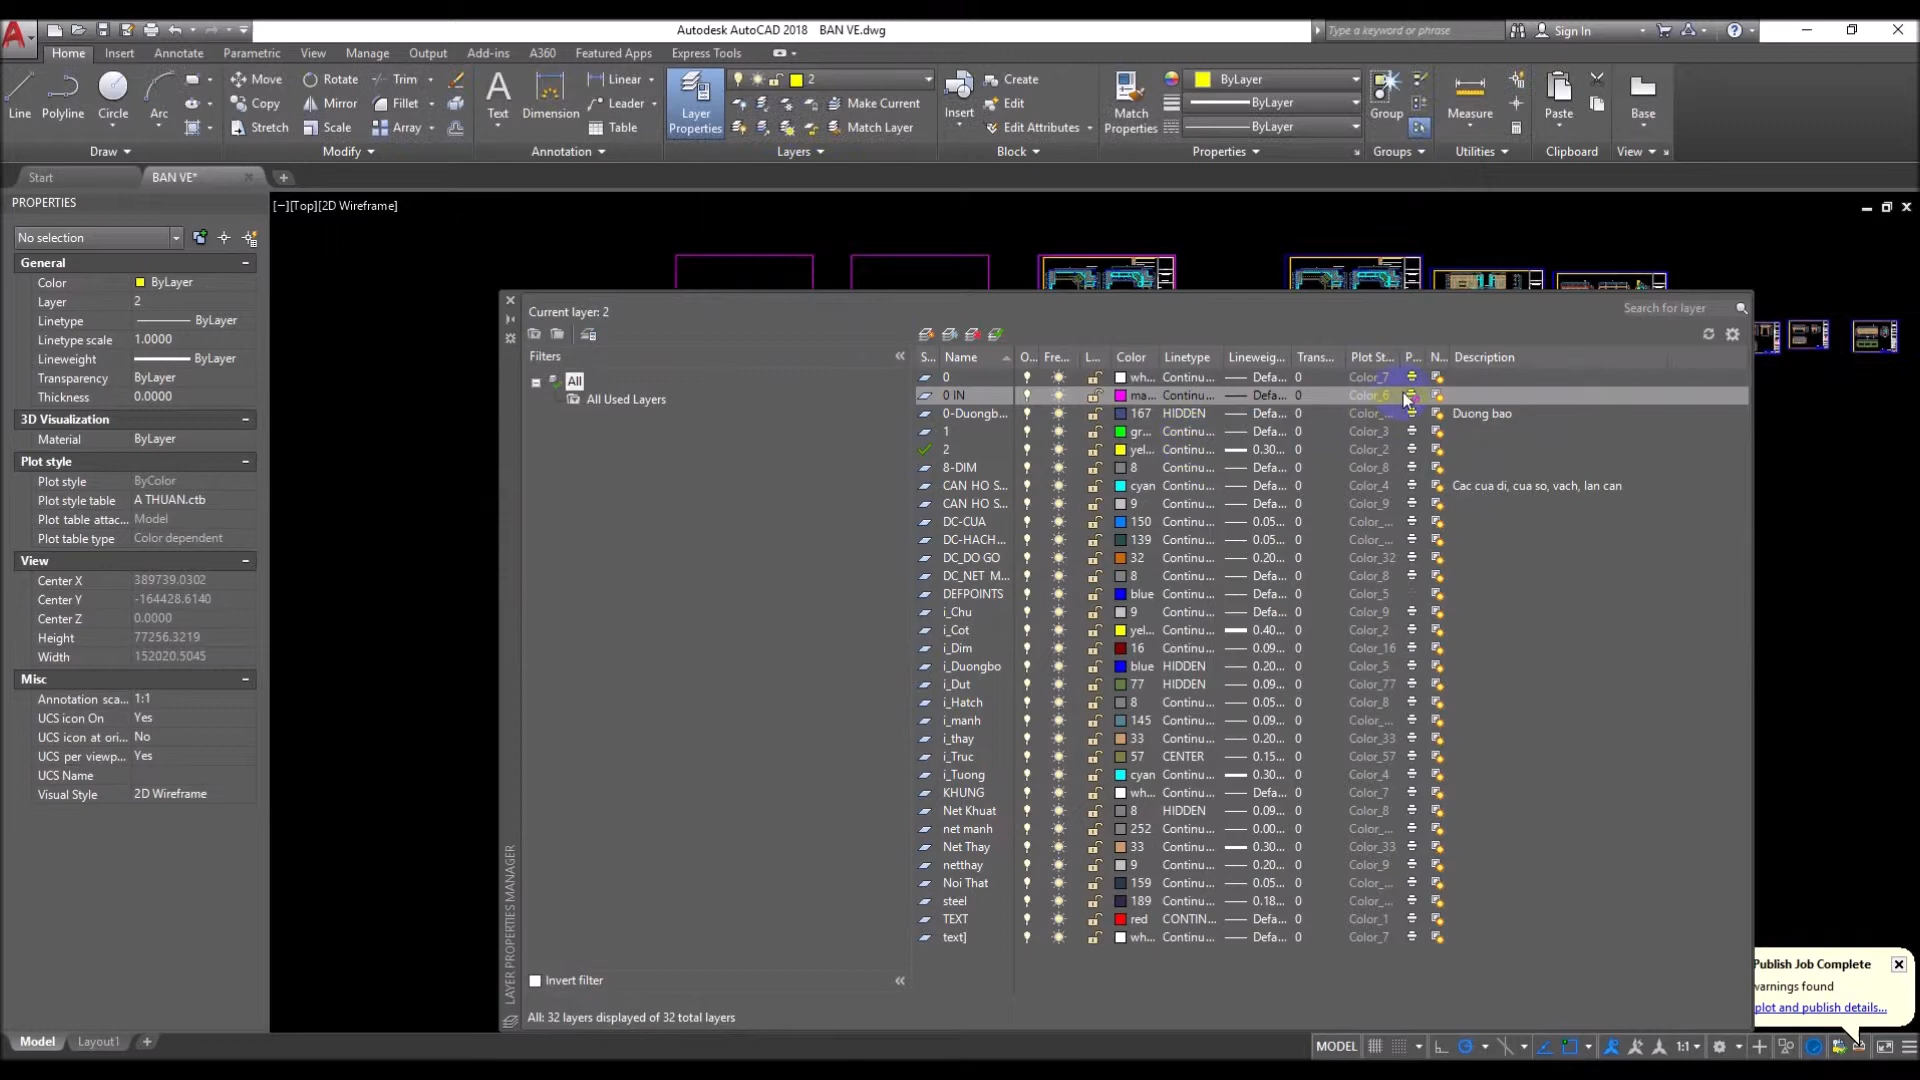 Autodesk AutoCAD 2018 BAN VE.dwg
Type a keyword or phrase
Sign In
Home Insert Annotate Parametric View Manage Output Add-ins A360 Featured Apps Express Tools
Line Polyline Circle Arc
Move Rotate Trim
Copy Mirror Fillet
Stretch Scale Array
Text Dimension
Linear
Leader
Table
Layer Properties
2
Make Current
Match Layer
Insert
Create
Edit
Edit Attributes
Match Properties
ByLayer
ByLayer
ByLayer
Group Measure Paste Base
Draw Modify Annotation Layers Block Properties Groups Utilities Clipboard View
Start BAN VE*
PROPERTIES
No selection
General
Color ByLayer
Layer 2
Linetype ByLayer
Linetype scale 1.0000
Lineweight ByLayer
Transparency ByLayer
Thickness 0.0000
3D Visualization
Material ByLayer
Plot style
Plot style ByColor
Plot style table A THUAN.ctb
Plot table attac... Model
Plot table type Color dependent
View
Center X 389739.0302
Center Y -164428.6140
Center Z 0.0000
Height 77256.3219
Width 152020.5045
Misc
Annotation sca... 1:1
UCS icon On Yes
UCS icon at ori... No
UCS per viewp... Yes
UCS Name
Visual Style 2D Wireframe
[−][Top][2D Wireframe]
Current layer: 2
Search for layer
Filters
All
All Used Layers
S... Name O... Fre... L... Color Linetype Lineweig... Trans... Plot St... P... N... Description
0 wh... Continu... Defa... 0 Color_7
0 IN ma... Continu... Defa... 0 Color_6
0-Duongb... 167 HIDDEN Defa... 0 Color_... Duong bao
1 gr... Continu... Defa... 0 Color_3
2 yel... Continu... 0.30... 0 Color_2
8-DIM 8 Continu... Defa... 0 Color_8
CAN HO S... cyan Continu... Defa... 0 Color_4 Cac cua di, cua so, vach, lan can
CAN HO S... 9 Continu... Defa... 0 Color_9
DC-CUA 150 Continu... 0.05... 0 Color_...
DC-HACH... 139 Continu... 0.05... 0 Color_...
DC_DO GO 32 Continu... 0.20... 0 Color_32
DC_NET M... 8 Continu... Defa... 0 Color_8
DEFPOINTS blue Continu... Defa... 0 Color_5
i_Chu 9 Continu... Defa... 0 Color_9
i_Cot yel... Continu... 0.40... 0 Color_2
i_Dim 16 Continu... 0.09... 0 Color_16
i_Duongbo blue HIDDEN 0.20... 0 Color_5
i_Dut 77 HIDDEN 0.09... 0 Color_77
i_Hatch 8 Continu... 0.05... 0 Color_8
i_manh 145 Continu... 0.09... 0 Color_...
i_thay 33 Continu... 0.20... 0 Color_33
i_Truc 57 CENTER 0.15... 0 Color_57
i_Tuong cyan Continu... 0.30... 0 Color_4
KHUNG wh... Continu... Defa... 0 Color_7
Net Khuat 8 HIDDEN 0.09... 0 Color_8
net manh 252 Continu... 0.00... 0 Color_...
Net Thay 33 Continu... 0.30... 0 Color_33
netthay 9 Continu... 0.20... 0 Color_9
Noi That 159 Continu... 0.05... 0 Color_...
steel 189 Continu... 0.18... 0 Color_...
TEXT red CONTIN... Defa... 0 Color_1
text] wh... Continu... Defa... 0 Color_7
Invert filter
All: 32 layers displayed of 32 total layers
LAYER PROPERTIES MANAGER
Publish Job Complete
warnings found
plot and publish details...
Model Layout1
MODEL
1:1